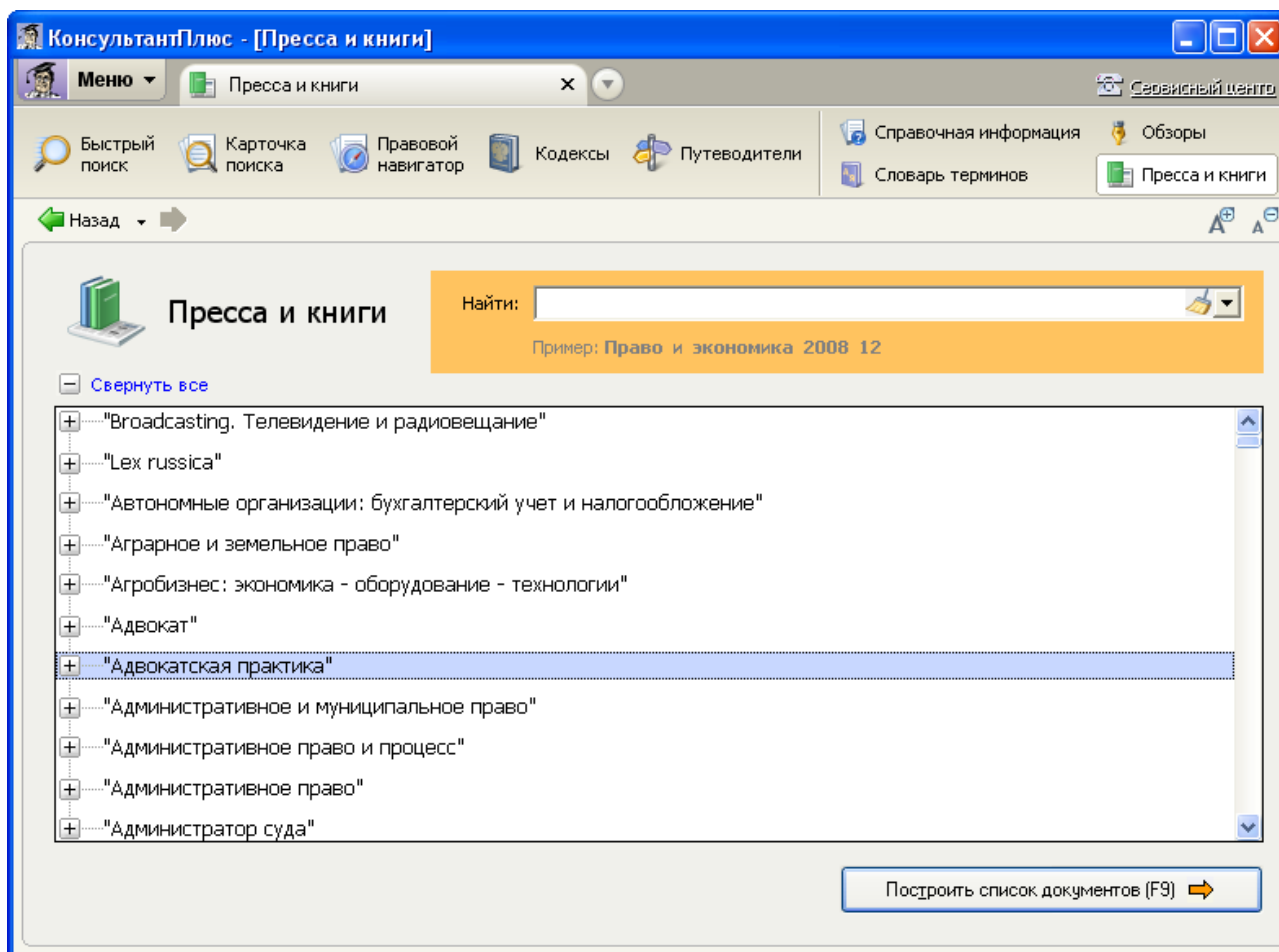 КонсультантПлюс - [Пресса и книги]
Меню
Пресса и книги
Сервисный центр
Быстрый поиск
Карточка поиска
Правовой навигатор
Кодексы
Путеводители
Справочная информация
Обзоры
Словарь терминов
Пресса и книги
Назад
Пресса и книги
Найти:
Пример: Право и экономика 2008 12
Свернуть все
"Broadcasting. Телевидение и радиовещание"
"Lex russica"
"Автономные организации: бухгалтерский учет и налогообложение"
"Аграрное и земельное право"
"Агробизнес: экономика - оборудование - технологии"
"Адвокат"
"Адвокатская практика"
"Административное и муниципальное право"
"Административное право и процесс"
"Административное право"
"Администратор суда"
Построить список документов (F9)